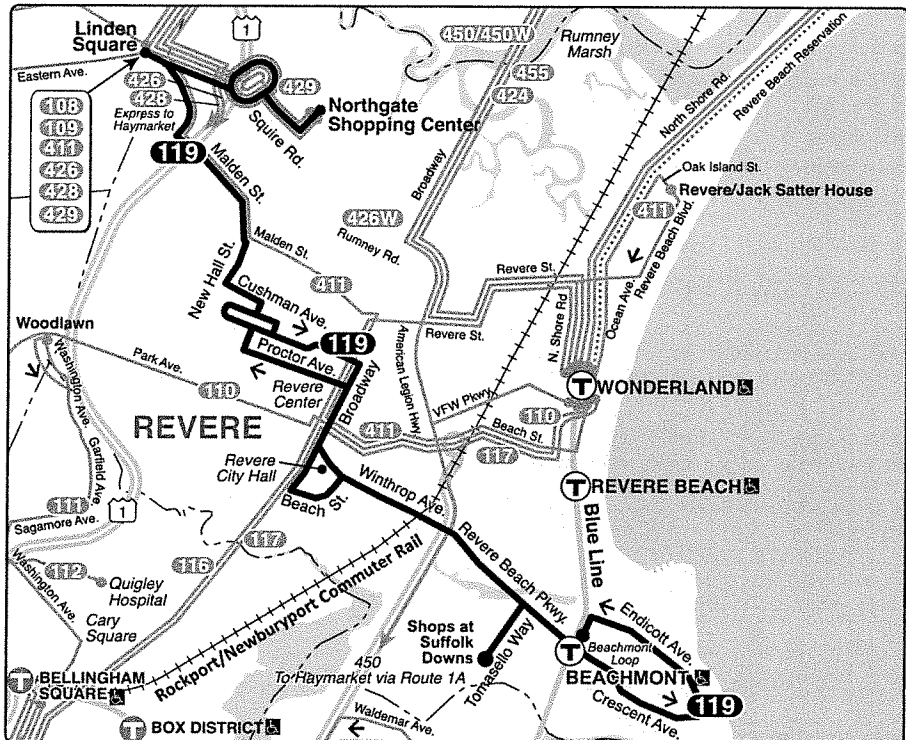 Linden
Square
1
450/450W
Rumney
Marsh
Eastern Ave.
426
428
429
455
424
108
109
411
426
428
429
Express to
Haymarket
Squire Rd.
Northgate
Shopping Center
North Shore Rd.
Revere Beach Reservation
119
Malden St.
Broadway
Oak Island St.
Revere/Jack Satter House
411
426W
Rumney Rd.
Malden St.
411
New Hall St.
Revere St.
Ocean Ave.
Revere Beach Blvd.
N. Shore Rd
Cushman Ave.
119
Revere St.
American Legion Hwy
Woodlawn
Washington Ave.
Park Ave.
Proctor Ave.
Broadway
T WONDERLAND
110
Revere
Center
VFW Pkwy.
110
REVERE
411
Beach St.
117
Garfield Ave
Revere
City Hall
Beach St.
Winthrop Ave.
T REVERE BEACH
111
1
Sagamore Ave.
Blue Line
Revere Beach Pkwy.
117
116
Washington Ave.
112
Quigley
Hospital
Cary
Square
Rockport/Newburyport Commuter Rail
Shops at
Suffolk
Downs
Tomasello Way
Endicott Ave.
Beachmont
Loop
T
BEACHMONT
Crescent Ave.
119
450
To Haymarket via Route 1A
T BELLINGHAM
SQUARE
T BOX DISTRICT
Waldemar Ave.